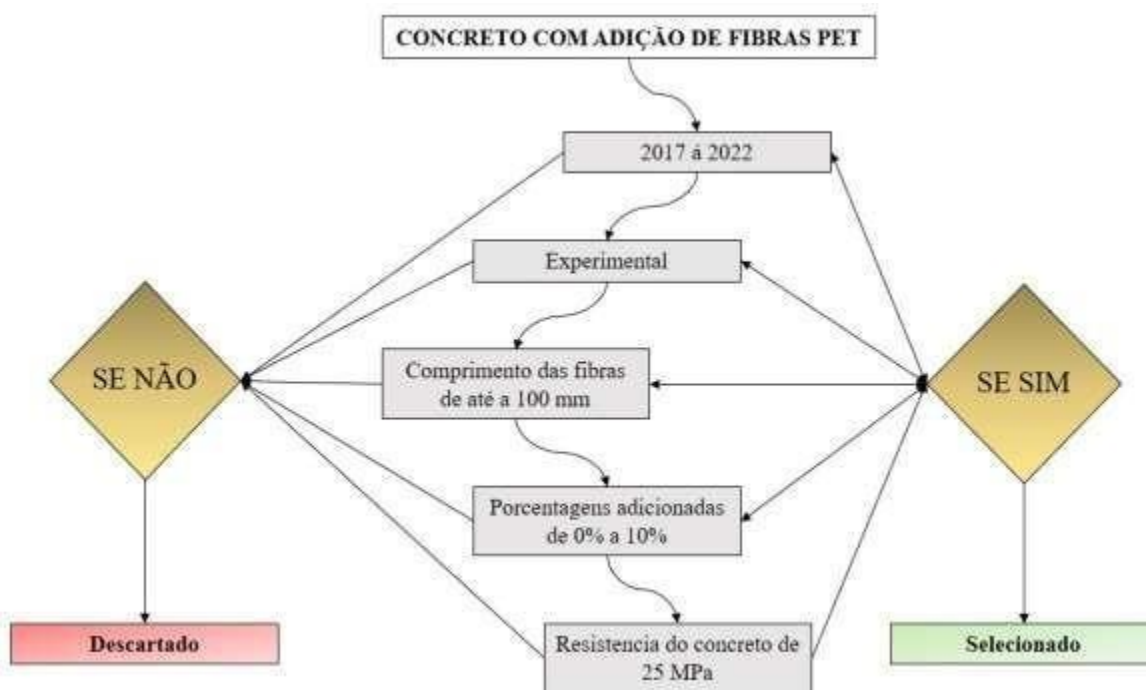 CONCRETO COM ADIÇÃO DE FIBRAS PET
2017 á 2022
Experimental
SE NÃO
Comprimento das fibras
de até a 100 mm
SE SIM
Porcentagens adicionadas
de 0% a 10%
Descartado
Resistencia do concreto de
25 MPa
Selecionado